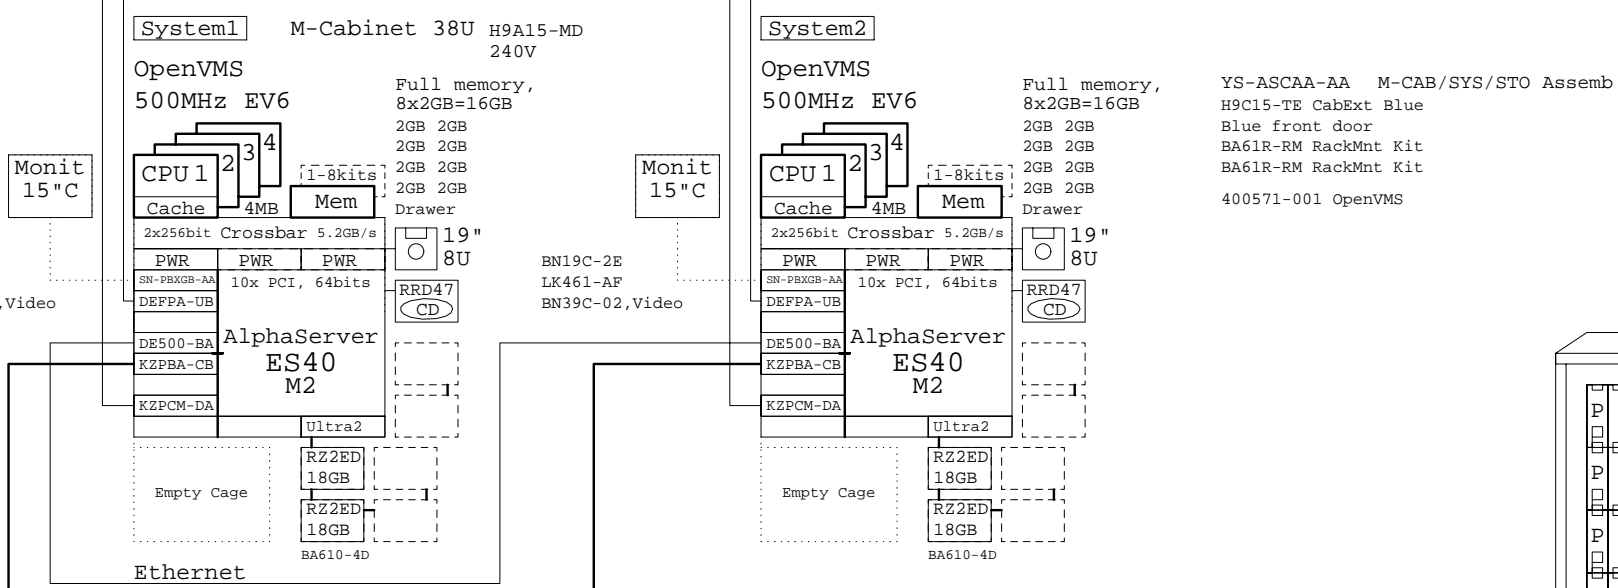 System1 M-Cabinet 38U H9A15-MD
240V
OpenVMS
500MHz EV6
Full memory,
8x2GB=16GB
2GB 2GB
2GB 2GB
2GB 2GB
2GB 2GB
Drawer
Monit
15"C
CPU 1 2 3 4
Cache 4MB
1-8kits
Mem
2x256bit Crossbar 5.2GB/s
19"
8U
PWR PWR PWR
SN-PBXGB-AA 10x PCI, 64bits
RRD47
CD
,Video
DEFPA-UB
DE500-BA
KZPBA-CB
KZPCM-DA
AlphaServer
ES40
M2
Ultra2
RZ2ED
18GB
RZ2ED
18GB
BA610-4D
Empty Cage
Ethernet
BN19C-2E
LK461-AF
BN39C-02,Video
System2
OpenVMS
500MHz EV6
Full memory,
8x2GB=16GB
2GB 2GB
2GB 2GB
2GB 2GB
2GB 2GB
Drawer
Monit
15"C
CPU 1 2 3 4
Cache 4MB
1-8kits
Mem
2x256bit Crossbar 5.2GB/s
19"
8U
PWR PWR PWR
SN-PBXGB-AA 10x PCI, 64bits
RRD47
CD
DEFPA-UB
DE500-BA
KZPBA-CB
KZPCM-DA
AlphaServer
ES40
M2
Ultra2
RZ2ED
18GB
RZ2ED
18GB
BA610-4D
Empty Cage
YS-ASCAA-AA M-CAB/SYS/STO Assemb
H9C15-TE CabExt Blue
Blue front door
BA61R-RM RackMnt Kit
BA61R-RM RackMnt Kit
400571-001 OpenVMS
P
P
P